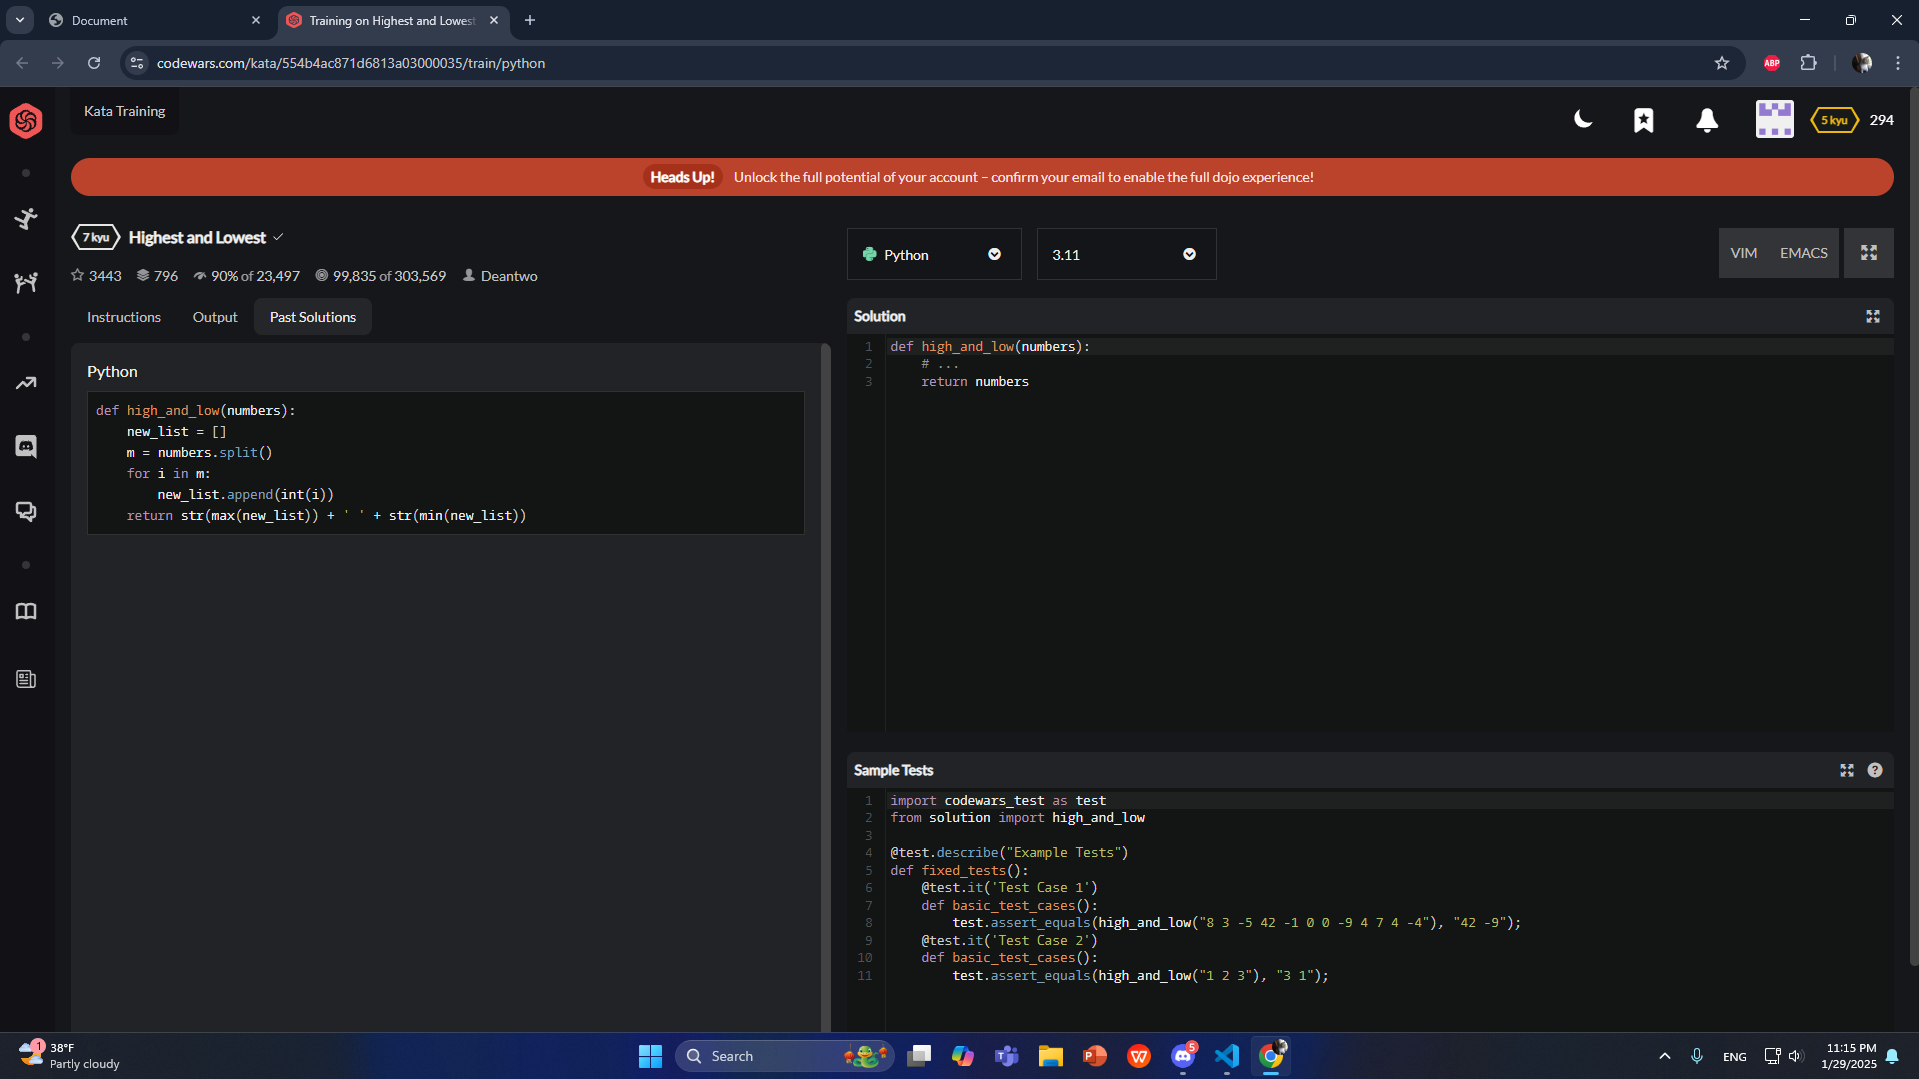 Document
Training on Highest and Lowest
codewars.com/kata/554b4ac871d6813a03000035/train/python
ABP
Kata Training
5 kyu
294
Heads Up! Unlock the full potential of your account – confirm your email to enable the full dojo experience!
7 kyu Highest and Lowest
3443 796 90% of 23,497 99,835 of 303,569 Deantwo
Instructions Output Past Solutions
Python
def high_and_low(numbers):
    new_list = []
    m = numbers.split()
    for i in m:
        new_list.append(int(i))
    return str(max(new_list)) + ' ' + str(min(new_list))
Python
3.11
VIM EMACS
Solution
1 def high_and_low(numbers):
2     # ...
3     return numbers
Sample Tests
?
1 import codewars_test as test
2 from solution import high_and_low
3
4 @test.describe("Example Tests")
5 def fixed_tests():
6     @test.it('Test Case 1')
7     def basic_test_cases():
8         test.assert_equals(high_and_low("8 3 -5 42 -1 0 0 -9 4 7 4 -4"), "42 -9");
9     @test.it('Test Case 2')
10     def basic_test_cases():
11         test.assert_equals(high_and_low("1 2 3"), "3 1");
1
38°F
Partly cloudy
Search
5
ENG
11:15 PM
1/29/2025